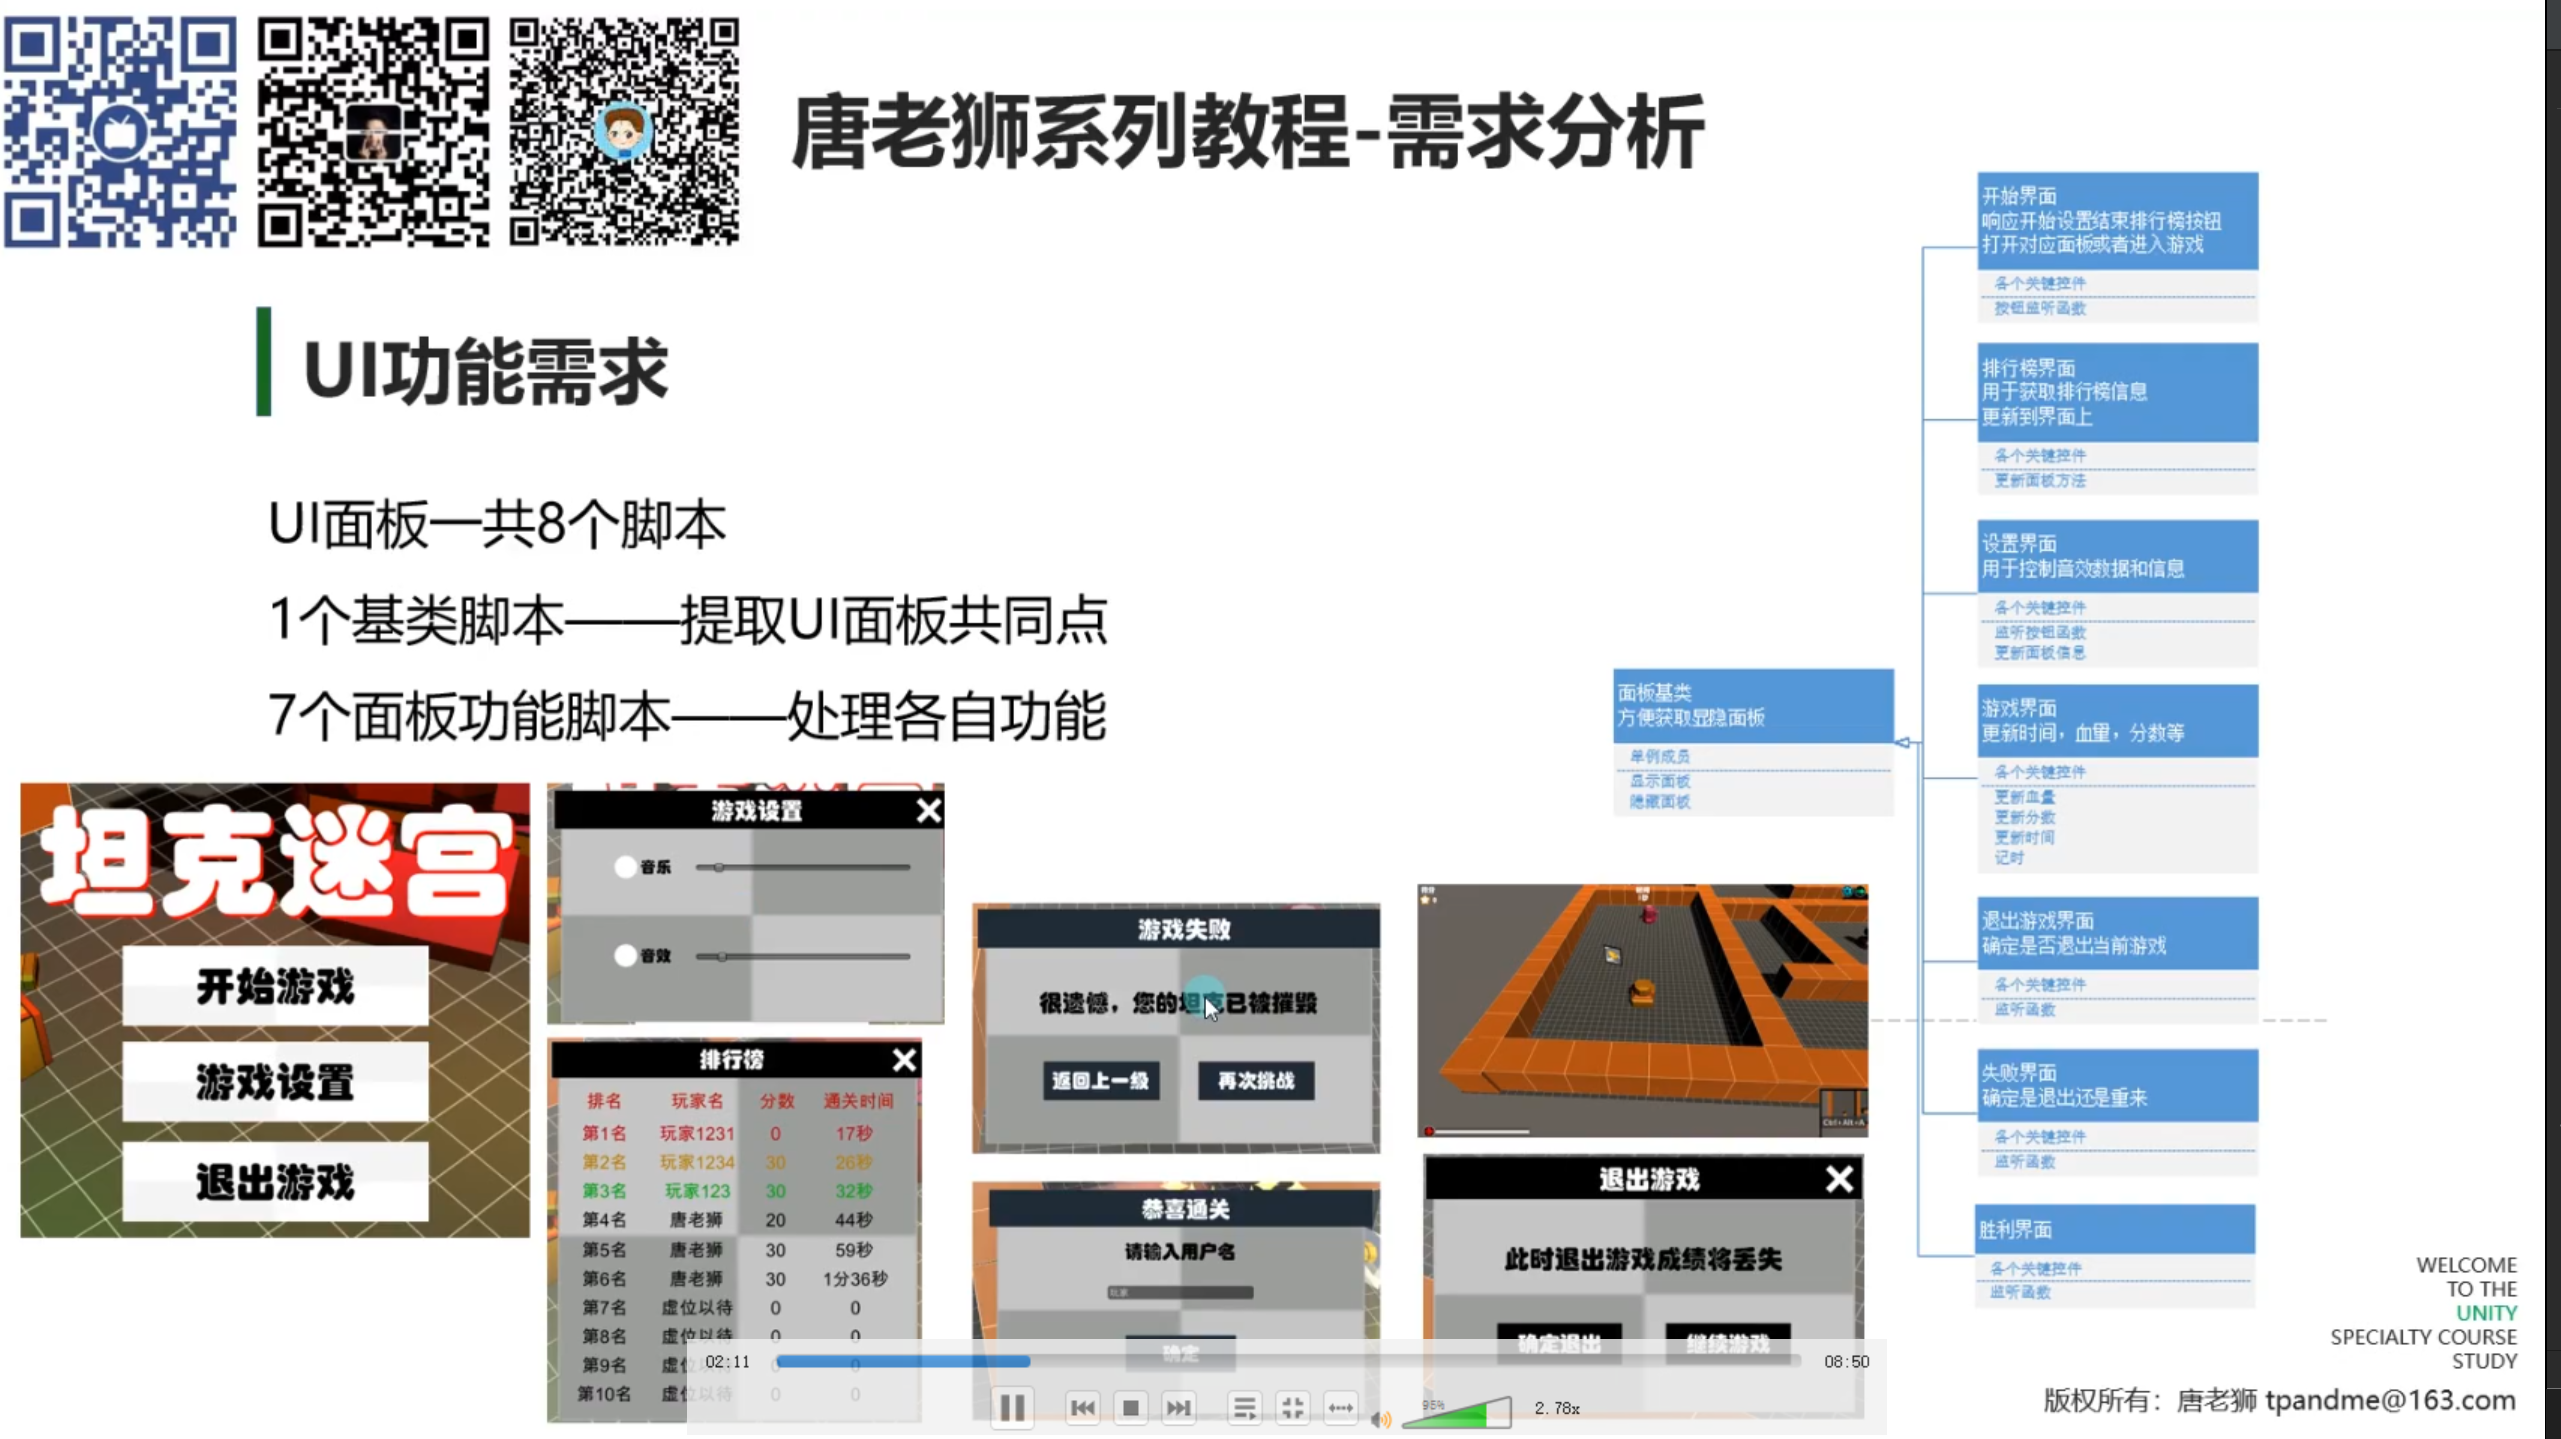 唐老狮系列教程-需求分析
UI功能需求
UI面板一共8个脚本
1个基类脚本——提取UI面板共同点
7个面板功能脚本——处理各自功能
坦克迷宫
开始游戏
游戏设置
退出游戏
游戏设置
音乐
音效
排行榜
排名 玩家名 分数 通关时间
第1名 玩家1231 0 17秒
第2名 玩家1234 30 26秒
第3名 玩家123 30 32秒
第4名 唐老狮 20 44秒
第5名 唐老狮 30 59秒
第6名 唐老狮 30 1分36秒
第7名 虚位以待 0 0
第8名 虚位以待 0 0
第9名 虚位 0
第10名 虚位以待 0 0
游戏失败
很遗憾，您的坦克已被摧毁
返回上一级 再次挑战
恭喜通关
请输入用户名
玩家
确定
Ctrl+Alt+A
退出游戏
此时退出游戏成绩将丢失
确定退出 继续游戏
面板基类
方便获取显隐面板
单例成员
显示面板
隐藏面板
开始界面
响应开始设置结束排行榜按钮
打开对应面板或者进入游戏
各个关键控件
按钮监听函数
排行榜界面
用于获取排行榜信息
更新到界面上
各个关键控件
更新面板方法
设置界面
用于控制音效数据和信息
各个关键控件
监听按钮函数
更新面板信息
游戏界面
更新时间，血量，分数等
各个关键控件
更新血量
更新分数
更新时间
记时
退出游戏界面
确定是否退出当前游戏
各个关键控件
监听函数
失败界面
确定是退出还是重来
各个关键控件
监听函数
胜利界面
各个关键控件
监听函数
WELCOME
TO THE
UNITY
SPECIALTY COURSE
STUDY
版权所有：唐老狮 tpandme@163.com
02:11
08:50
95%
2.78x